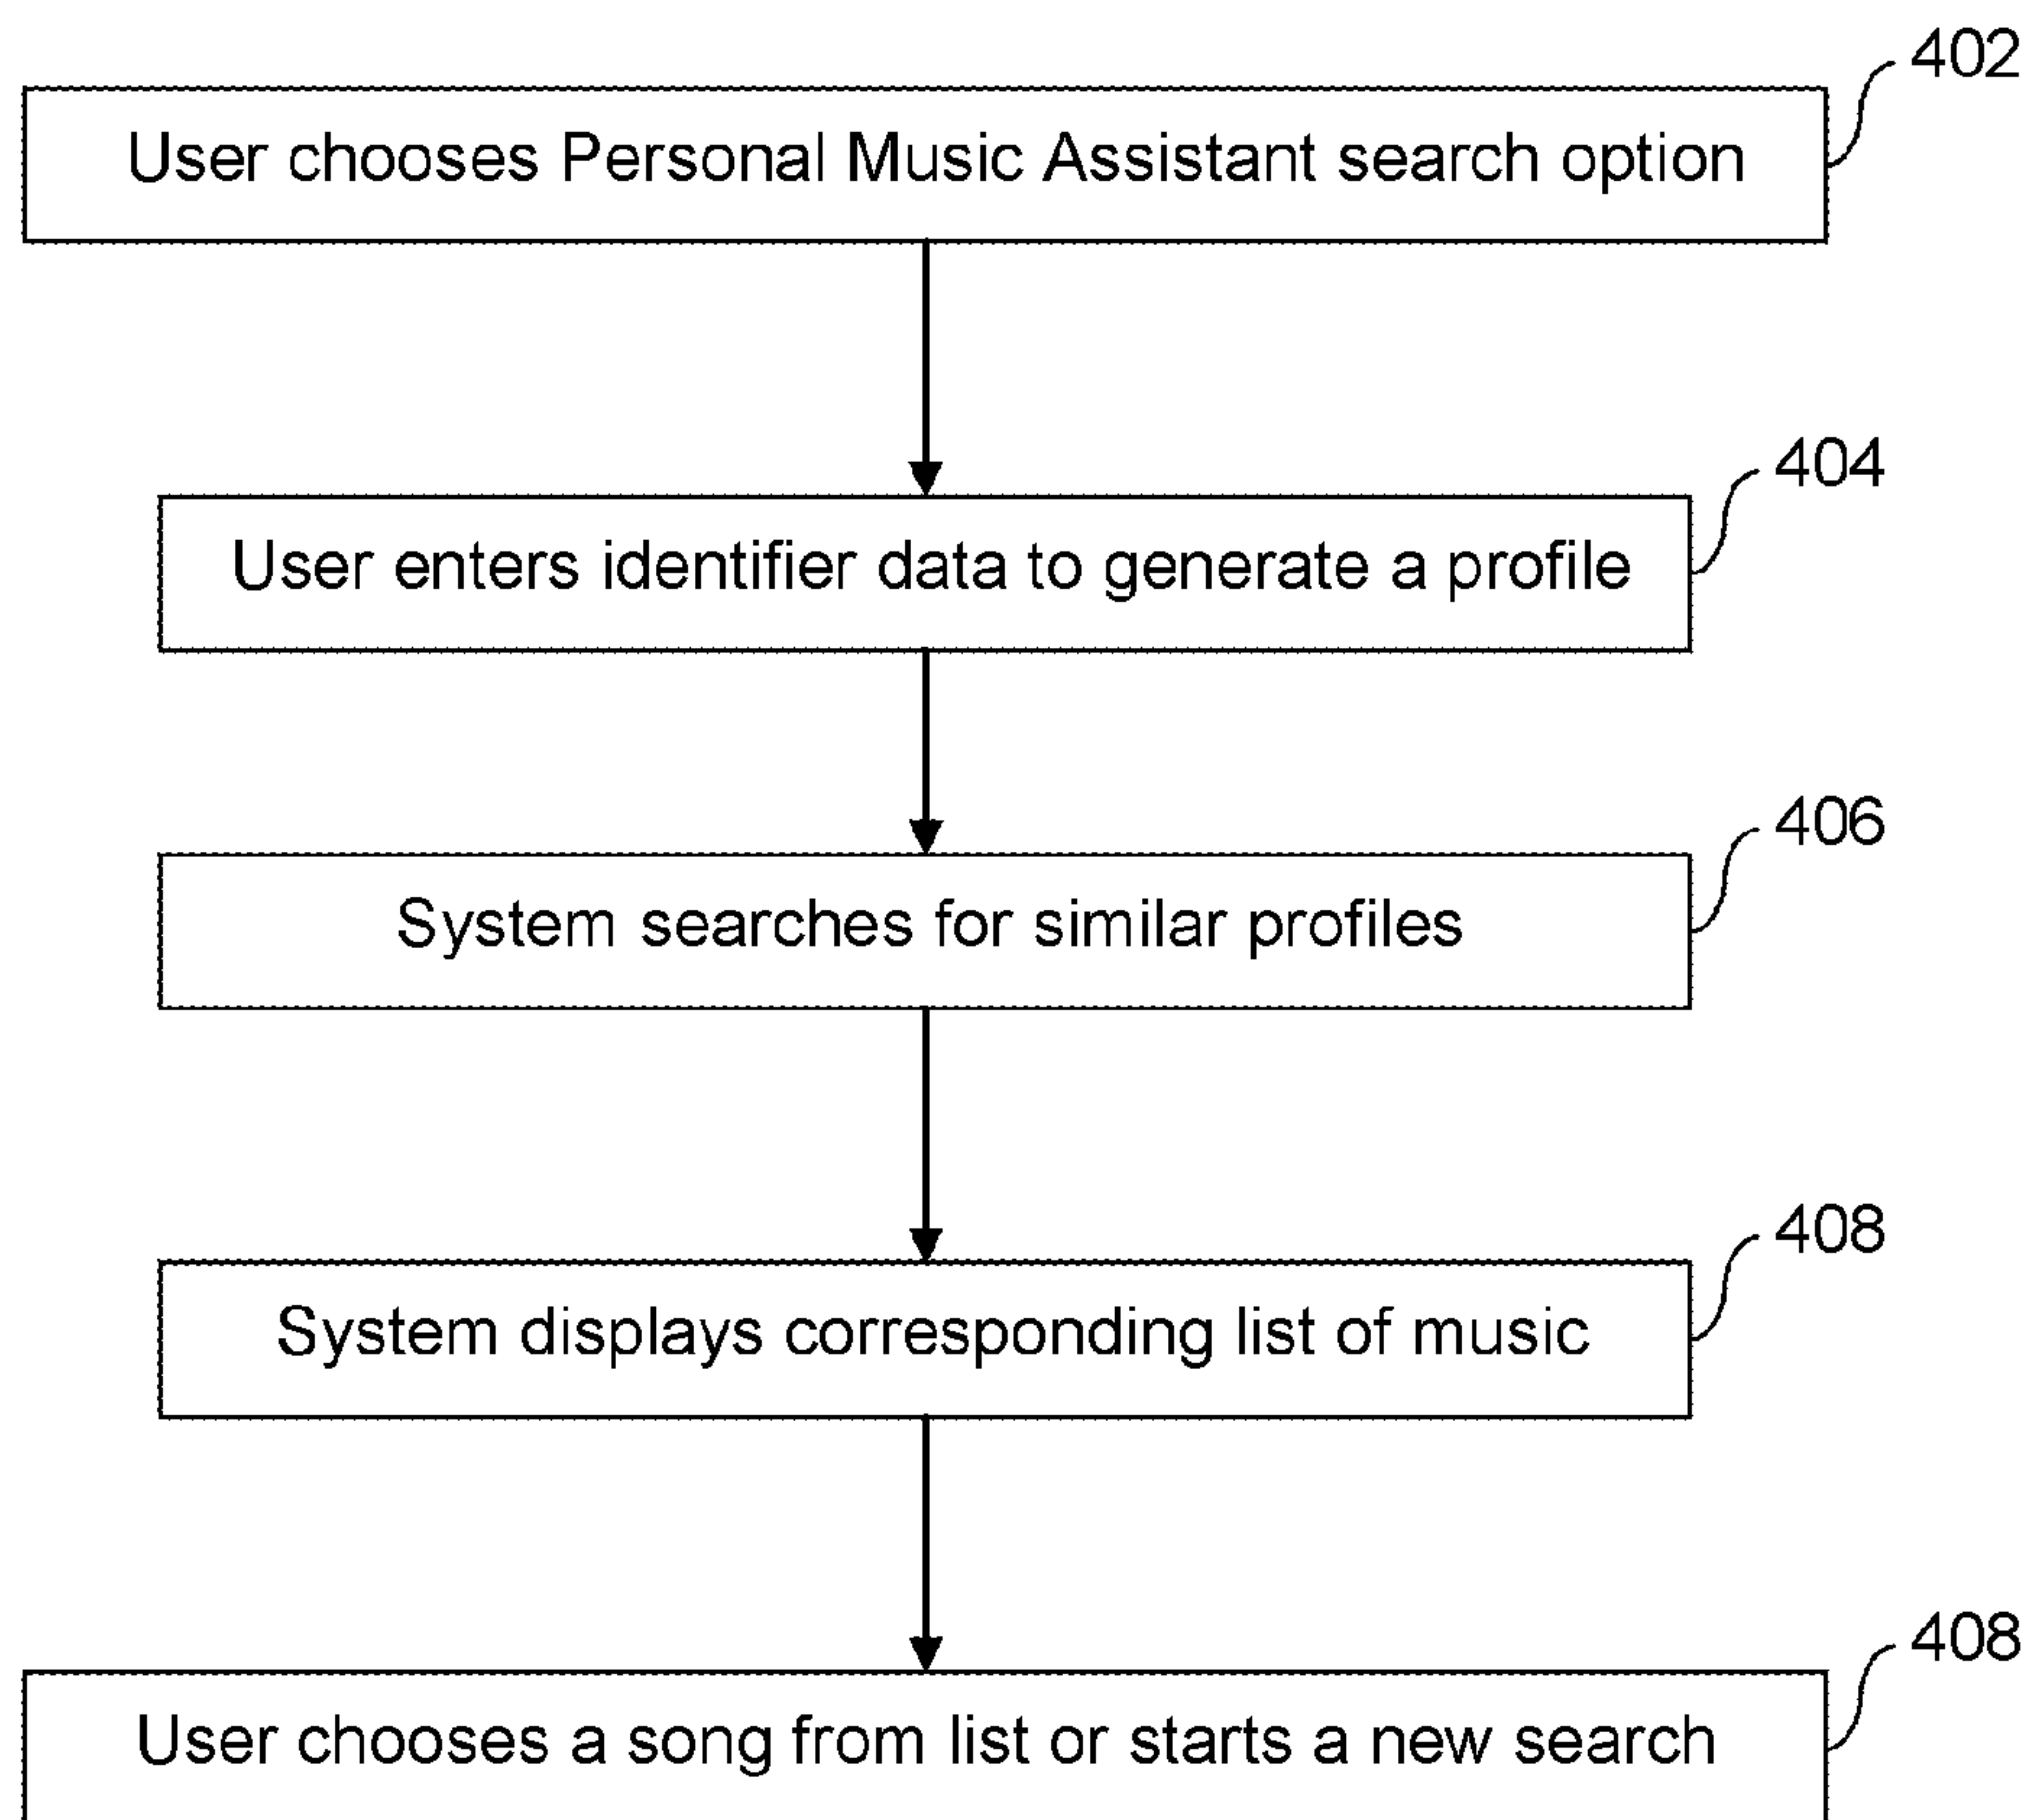 402
User chooses Personal Music Assistant search option
404
User enters identifier data to generate a profile
406
System searches for similar profiles
408
System displays corresponding list of music
408
User chooses a song from list or starts a new search